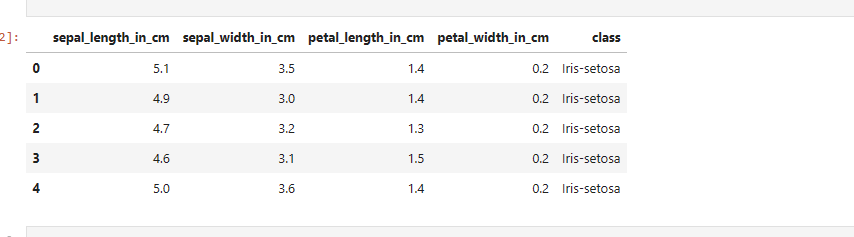 2]:
sepal_length_in_cm sepal_width_in_cm petal_length_in_cm petal_width_in_cm class
0 5.1 3.5 1.4 0.2 Iris-setosa
1 4.9 3.0 1.4 0.2 Iris-setosa
2 4.7 3.2 1.3 0.2 Iris-setosa
3 4.6 3.1 1.5 0.2 Iris-setosa
4 5.0 3.6 1.4 0.2 Iris-setosa